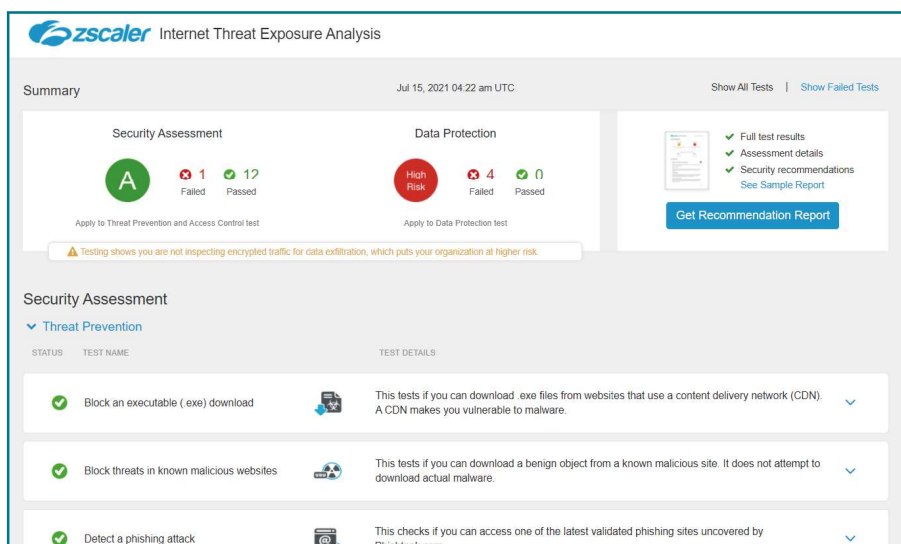 zscaler Internet Threat Exposure Analysis
Summary
Jul 15, 2021 04:22 am UTC
Show All Tests | Show Failed Tests
Security Assessment
A
1
Failed
12
Passed
Apply to Threat Prevention and Access Control test
Data Protection
High
Risk
4
Failed
0
Passed
Apply to Data Protection test
Full test results
Assessment details
Security recommendations
See Sample Report
Get Recommendation Report
Testing shows you are not inspecting encrypted traffic for data exfiltration, which puts your organization at higher risk.
Security Assessment
Threat Prevention
STATUS TEST NAME TEST DETAILS
Block an executable (.exe) download
This tests if you can download .exe files from websites that use a content delivery network (CDN).
A CDN makes you vulnerable to malware.
Block threats in known malicious websites
This tests if you can download a benign object from a known malicious site. It does not attempt to
download actual malware.
Detect a phishing attack
This checks if you can access one of the latest validated phishing sites uncovered by